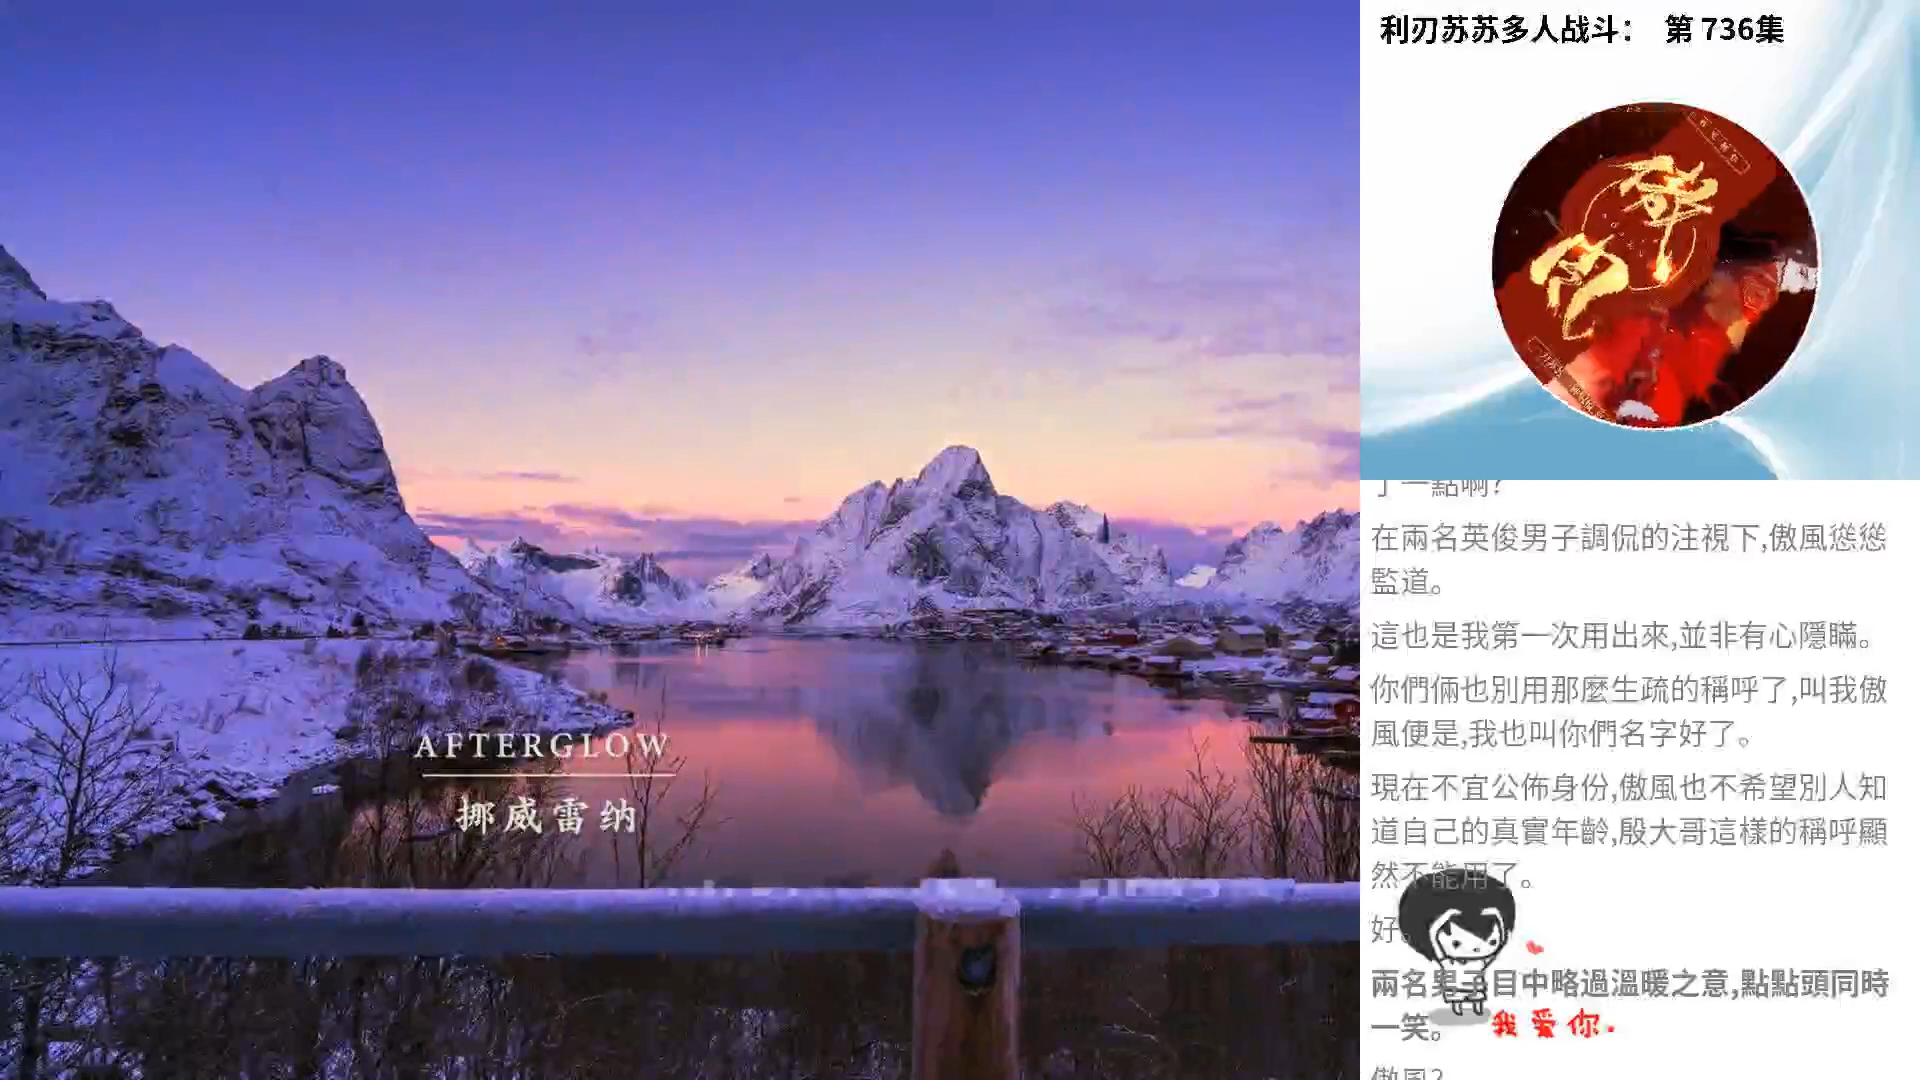 AFTERGLOW
挪威雷纳
利刃苏苏多人战斗： 第 736集
了一點啊?
在兩名英俊男子調侃的注視下,傲風慫慫
監道。
這也是我第一次用出來,並非有心隱瞞。
你們倆也別用那麼生疏的稱呼了,叫我傲
風便是,我也叫你們名字好了。
現在不宜公佈身份,傲風也不希望別人知
道自己的真實年齡,殷大哥這樣的稱呼顯
然不能用了。
好。
兩名男子目中略過溫暖之意,點點頭同時
一笑。
我爱你.
傲風?